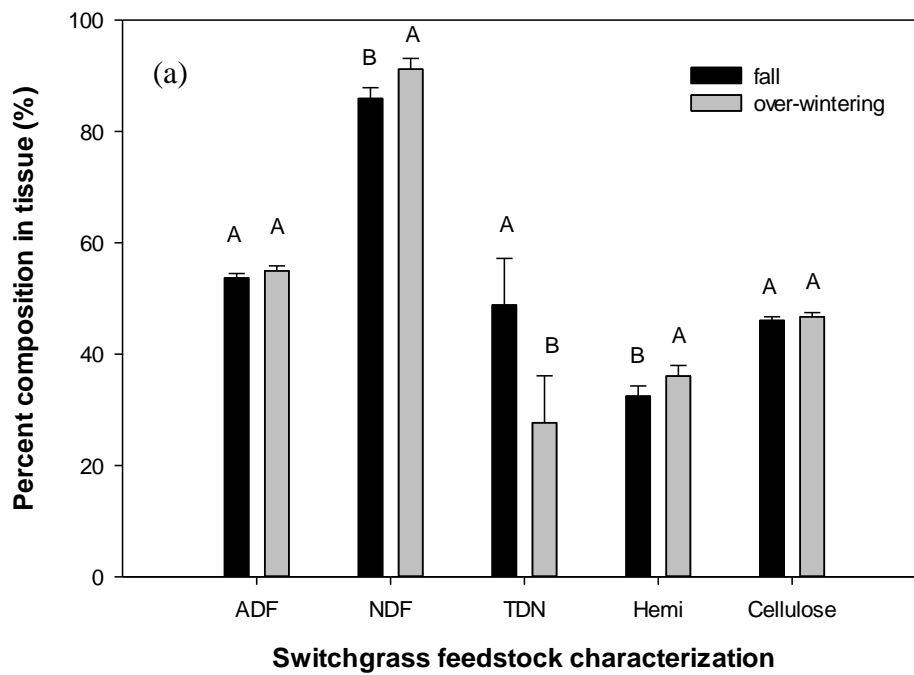 Percent composition in tissue (%)
100
80
60
40
20
0
(a)
fall
over-wintering
A A
B A
A B
B A
A A
ADF NDF TDN Hemi Cellulose
Switchgrass feedstock characterization